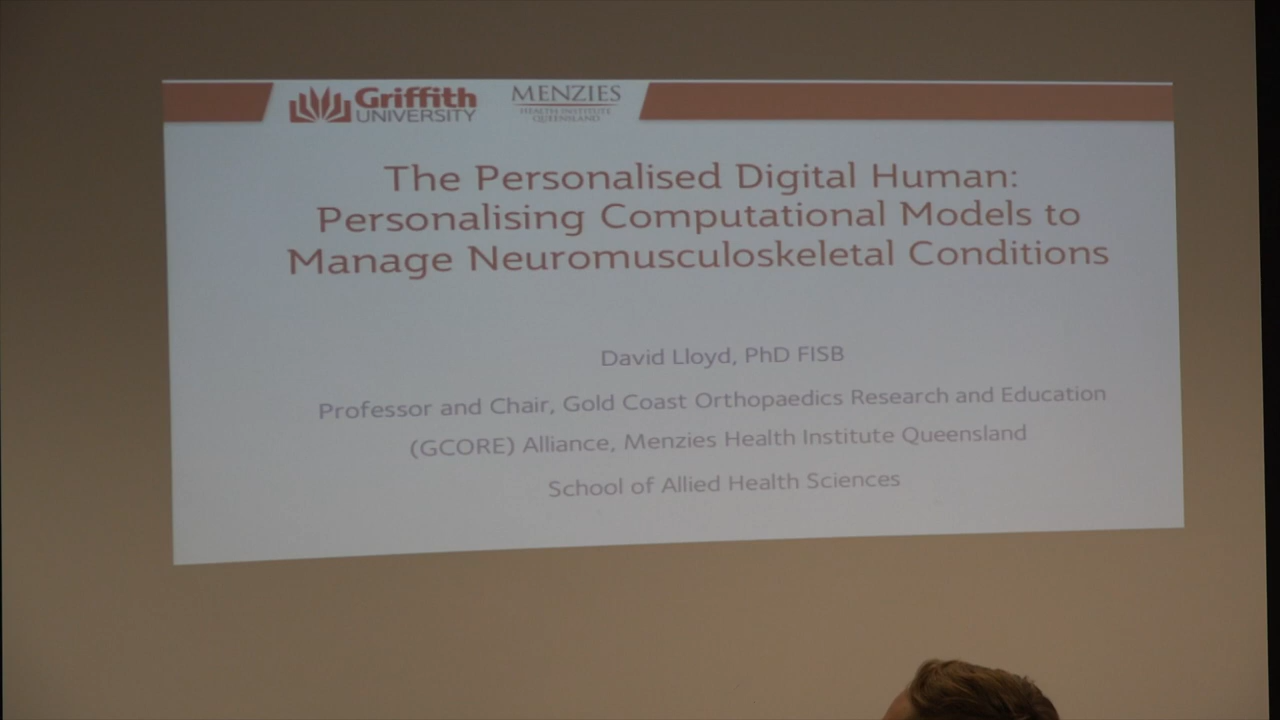 Griffith
UNIVERSITY
MENZIES
HEALTH INSTITUTE
QUEENSLAND
The Personalised Digital Human:
Personalising Computational Models to
Manage Neuromusculoskeletal Conditions
David Lloyd, PhD FISB
Professor and Chair, Gold Coast Orthopaedics Research and Education
(GCORE) Alliance, Menzies Health Institute Queensland
School of Allied Health Sciences